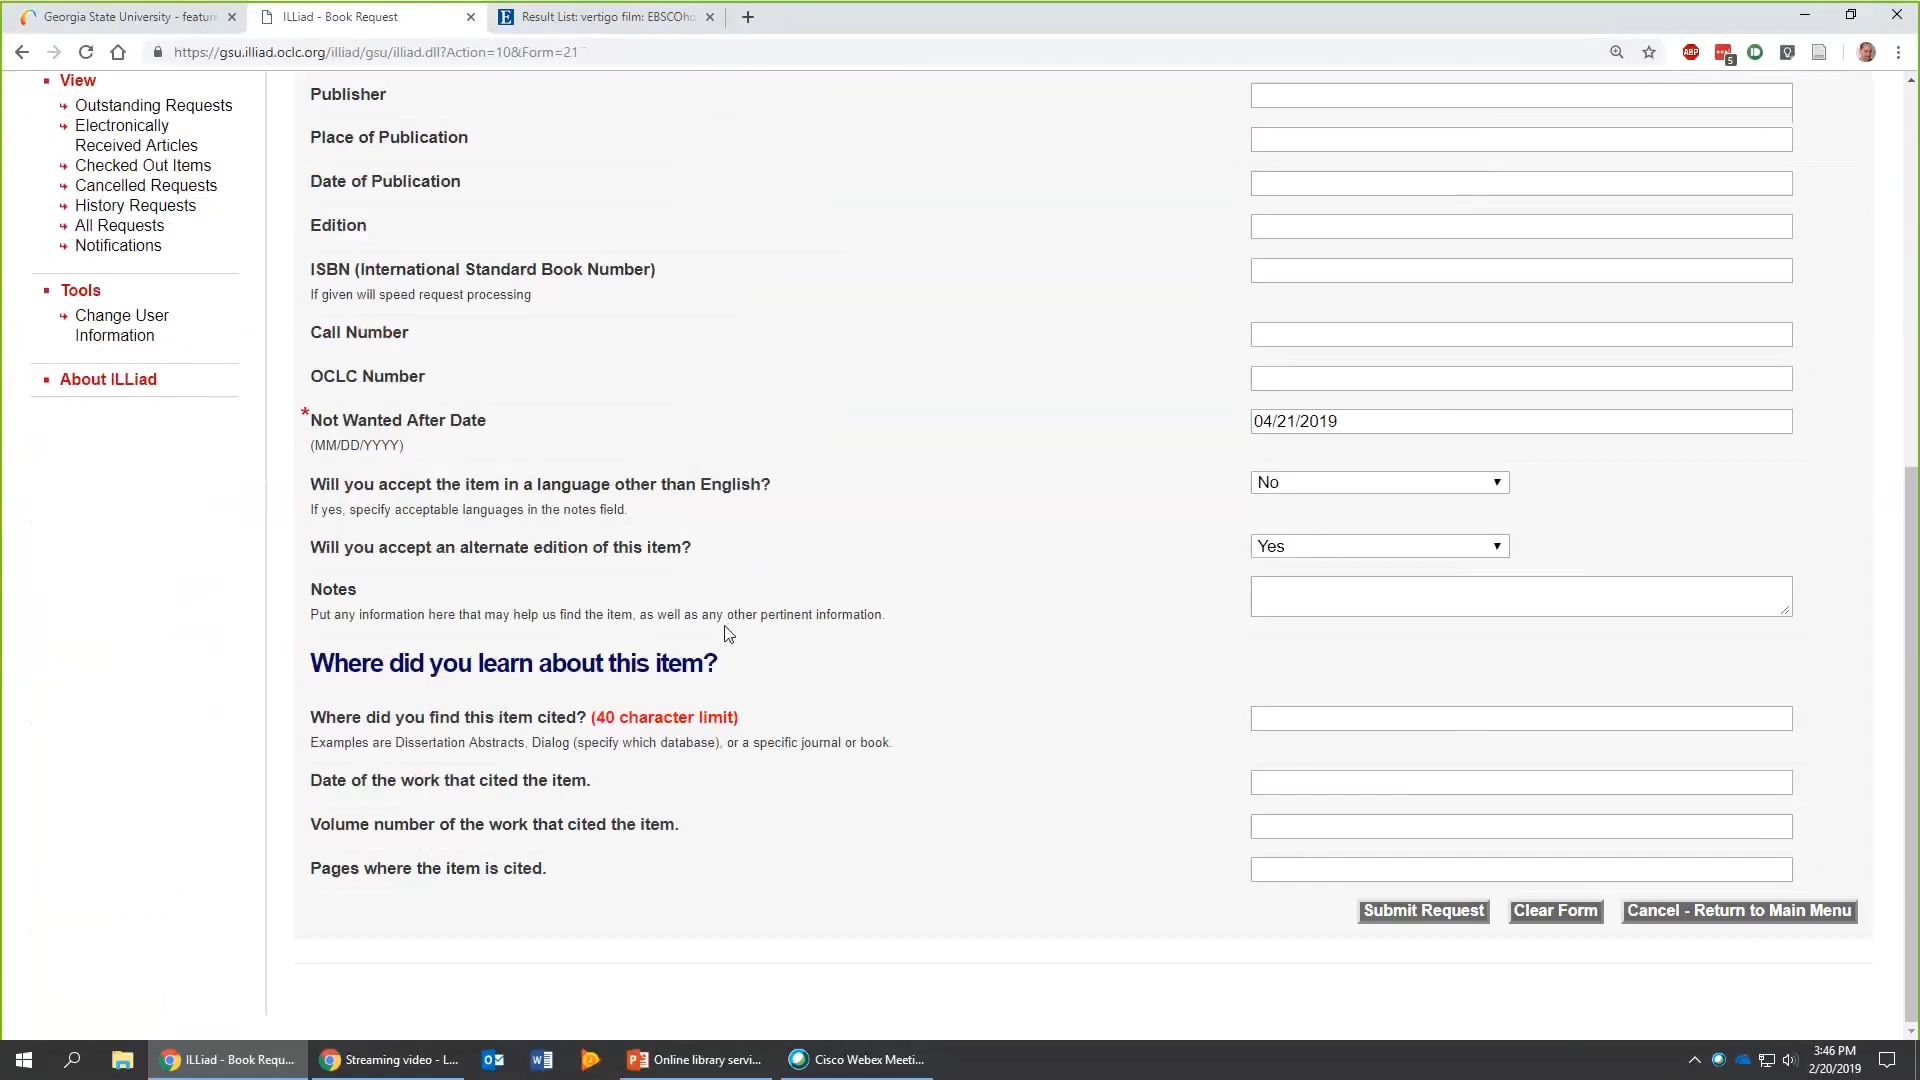 Georgia State University - feature
ILLiad - Book Request
Result List: vertigo film: EBSCOho
https://gsu.illiad.oclc.org/illiad/gsu/illiad.dll?Action=10&Form=21
ABP
5
View
Outstanding Requests
Electronically
Received Articles
Checked Out Items
Cancelled Requests
History Requests
All Requests
Notifications
Tools
Change User
Information
About ILLiad
Publisher
Place of Publication
Date of Publication
Edition
ISBN (International Standard Book Number)
If given will speed request processing
Call Number
OCLC Number
*Not Wanted After Date
04/21/2019
(MM/DD/YYYY)
Will you accept the item in a language other than English?
No
If yes, specify acceptable languages in the notes field.
Will you accept an alternate edition of this item?
Yes
Notes
Put any information here that may help us find the item, as well as any other pertinent information.
Where did you learn about this item?
Where did you find this item cited? (40 character limit)
Examples are Dissertation Abstracts, Dialog (specify which database), or a specific journal or book.
Date of the work that cited the item.
Volume number of the work that cited the item.
Pages where the item is cited.
Submit Request
Clear Form
Cancel - Return to Main Menu
ILLiad - Book Requ...
Streaming video - L...
Online library servi...
Cisco Webex Meeti...
3:46 PM
2/20/2019